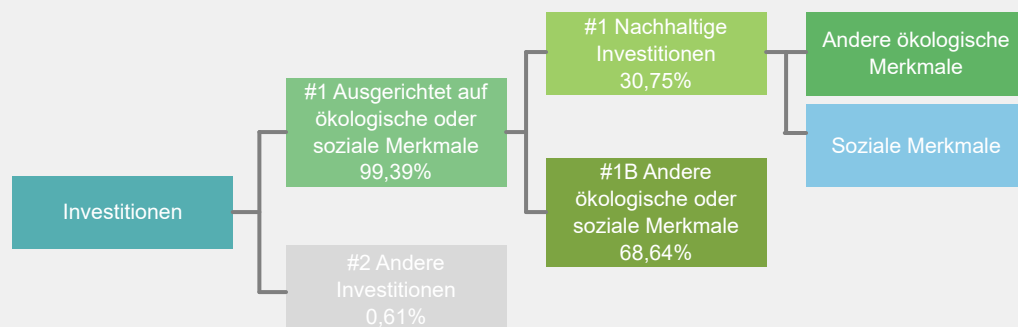 Investitionen
#1 Ausgerichtet auf
ökologische oder
soziale Merkmale
99,39%
#2 Andere
Investitionen
0,61%
#1 Nachhaltige
Investitionen
30,75%
#1B Andere
ökologische oder
soziale Merkmale
68,64%
Andere ökologische
Merkmale
Soziale Merkmale